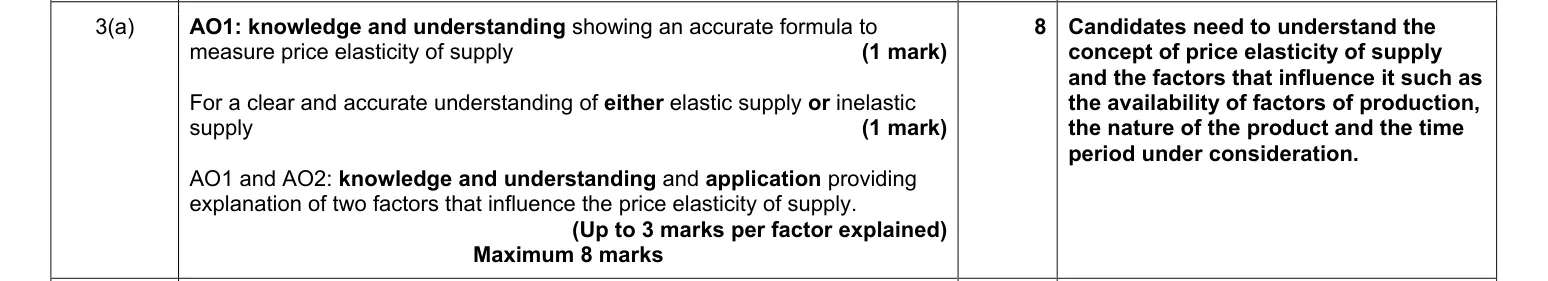 3(a)
AO1: knowledge and understanding showing an accurate formula to
measure price elasticity of supply (1 mark)
For a clear and accurate understanding of either elastic supply or inelastic
supply (1 mark)
AO1 and AO2: knowledge and understanding and application providing
explanation of two factors that influence the price elasticity of supply.
(Up to 3 marks per factor explained)
Maximum 8 marks
8
Candidates need to understand the
concept of price elasticity of supply
and the factors that influence it such as
the availability of factors of production,
the nature of the product and the time
period under consideration.